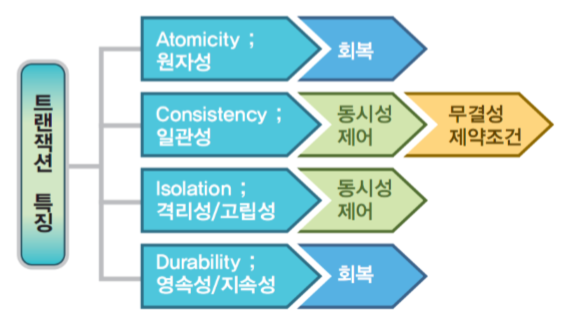 트랜잭션 특징
Atomicity ;
원자성
회복
Consistency ;
일관성
동시성
제어
무결성
제약조건
Isolation ;
격리성/고립성
동시성
제어
Durability ;
영속성/지속성
회복